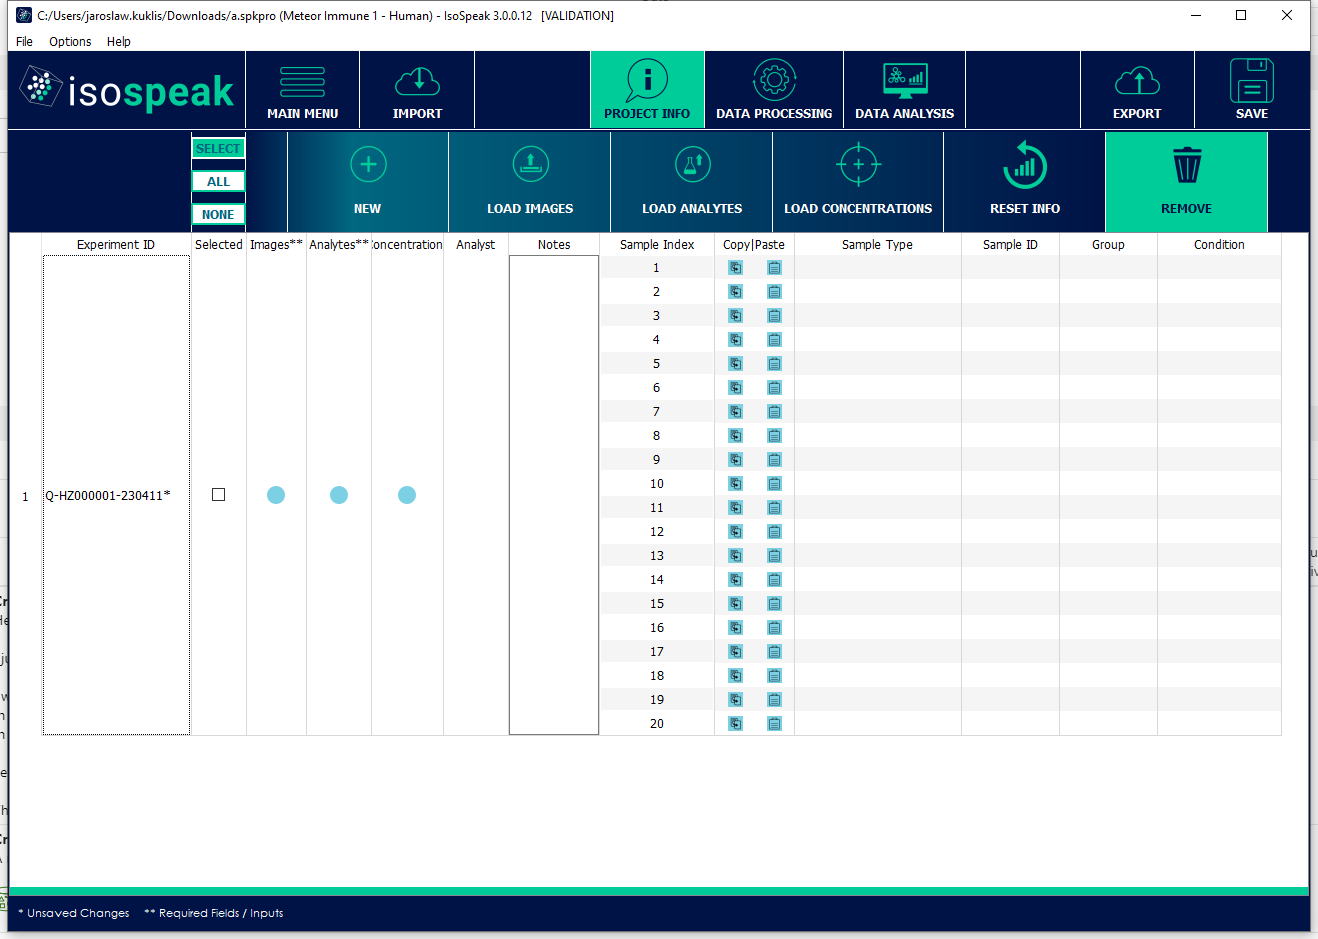 C:/Users/jaroslaw.kuklis/Downloads/a.spkpro (Meteor Immune 1 - Human) - IsoSpeak 3.0.0.12 [VALIDATION]
File Options Help
isospeak
MAIN MENU
IMPORT
PROJECT INFO
DATA PROCESSING
DATA ANALYSIS
EXPORT
SAVE
SELECT
ALL
NONE
NEW
LOAD IMAGES
LOAD ANALYTES
LOAD CONCENTRATIONS
RESET INFO
REMOVE
Experiment ID Selected Images** Analytes** oncentration Analyst Notes Sample Index Copy|Paste Sample Type Sample ID Group Condition
1 Q-HZ000001-230411*
1
2
3
4
5
6
7
8
9
10
11
12
13
14
15
16
17
18
19
20
* Unsaved Changes ** Required Fields / Inputs